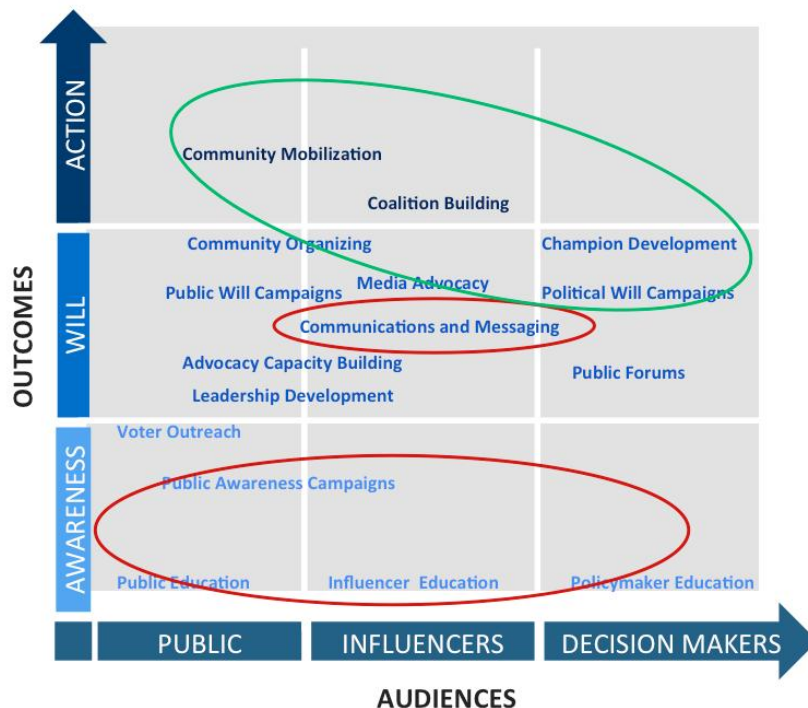 ACTION
Community Mobilization
Coalition Building
OUTCOMES
WILL
Community Organizing
Champion Development
Public Will Campaigns
Media Advocacy
Political Will Campaigns
Communications and Messaging
Advocacy Capacity Building
Public Forums
Leadership Development
AWARENESS
Voter Outreach
Public Awareness Campaigns
Public Education
Influencer Education
Policymaker Education
PUBLIC
INFLUENCERS
DECISION MAKERS
AUDIENCES